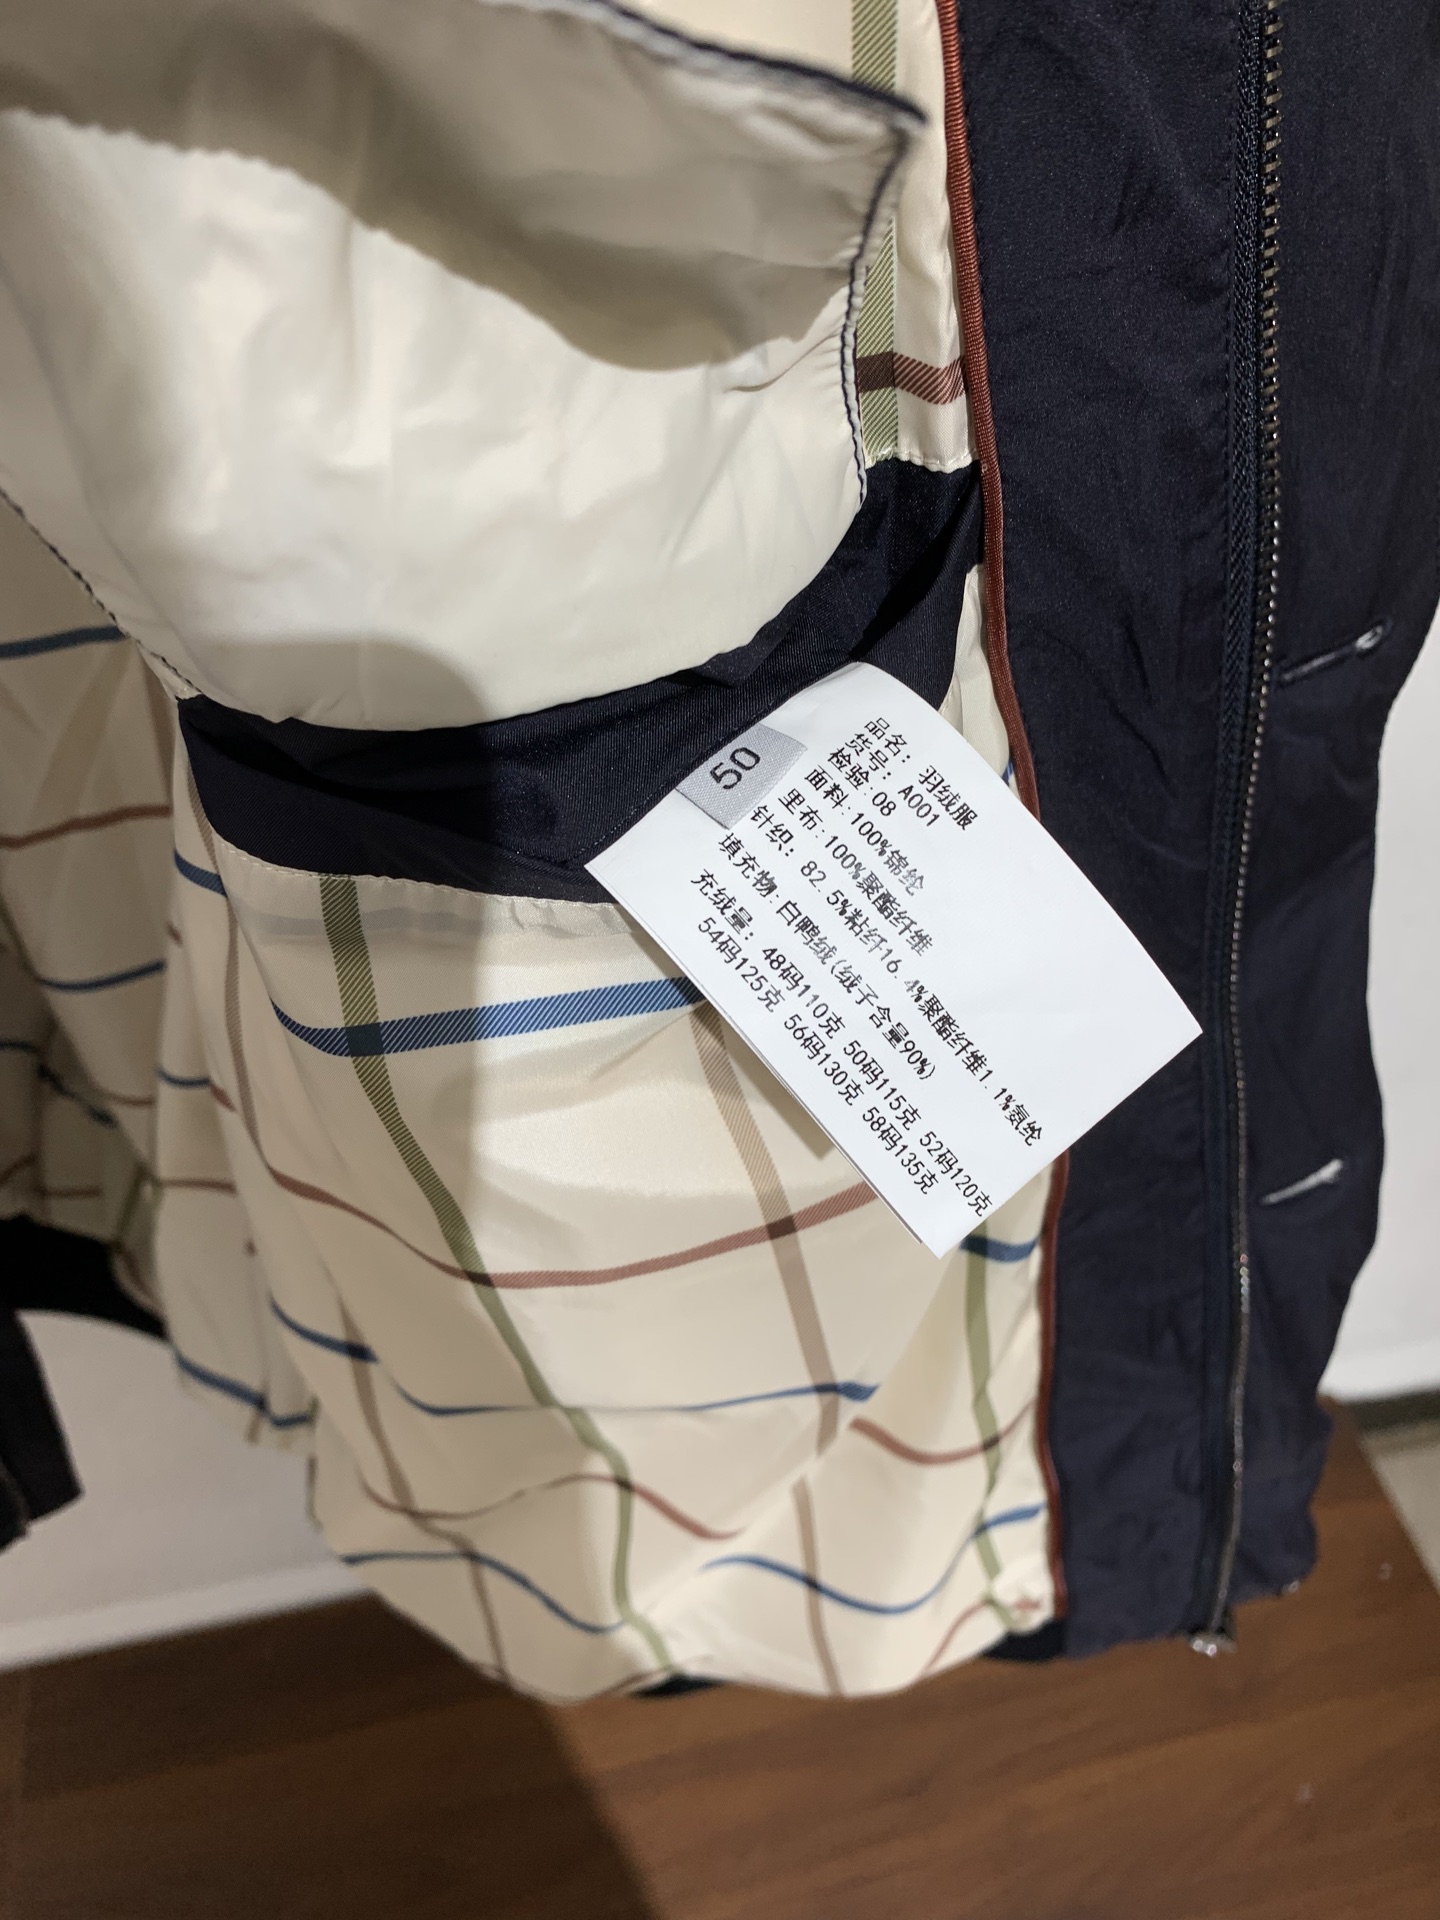 50
品名：羽绒服
货号：A001
检验：08
面料：100%锦纶
里布：100%聚酯纤维
针织：82.5%粘纤16.4%聚酯纤维1.1%氨纶
填充物：白鸭绒(绒子含量90%)
充绒量：48码110克 50码115克 52码120克
54码125克 56码130克 58码135克